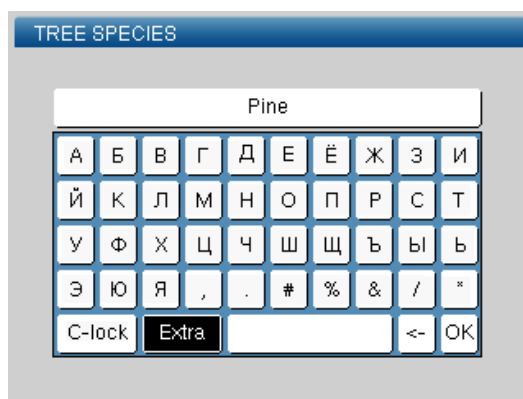 TREE SPECIES
Pine
А Б В Г Д Е Ё Ж З И
Й К Л М Н О П Р С Т
У Ф Х Ц Ч Ш Щ Ъ Ы Ь
Э Ю Я , . # % & / "
C-lock Extra <- OK